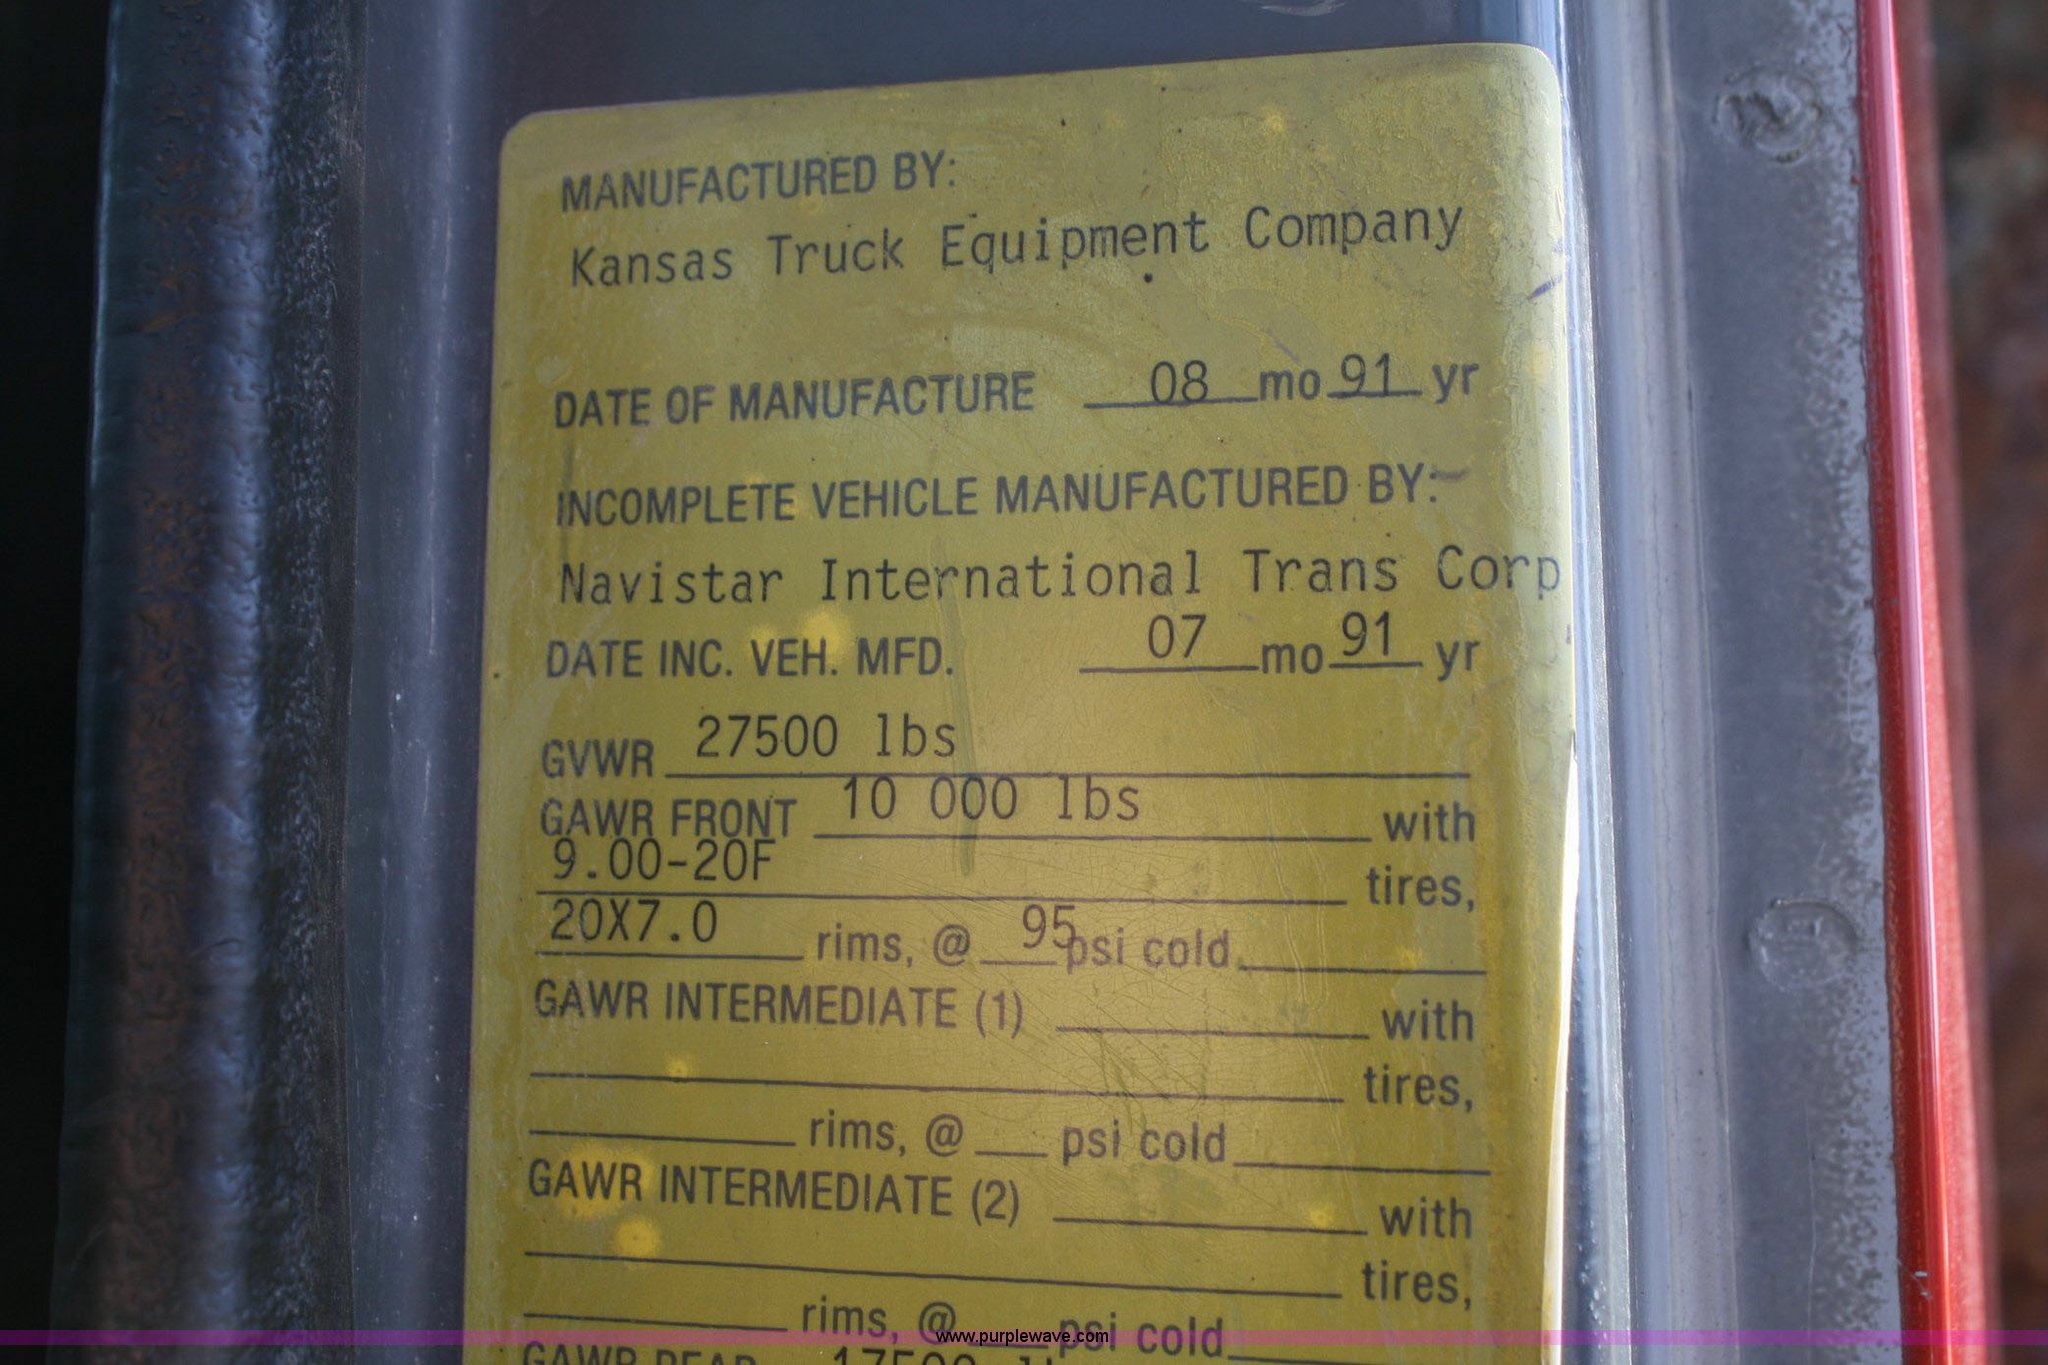 MANUFACTURED BY:
Kansas Truck Equipment Company
DATE OF MANUFACTURE 08 mo 91 yr
INCOMPLETE VEHICLE MANUFACTURED BY:
Navistar International Trans Corp
DATE INC. VEH. MFD. 07 mo 91 yr
GVWR 27500 lbs
GAWR FRONT 10 000 lbs with
9.00-20F tires,
20X7.0 rims, @ 95 psi cold
GAWR INTERMEDIATE (1) with
tires,
rims, @ psi cold
GAWR INTERMEDIATE (2) with
tires,
rims, @ psi cold
www.purplewave.com
GAWR REAR 17500